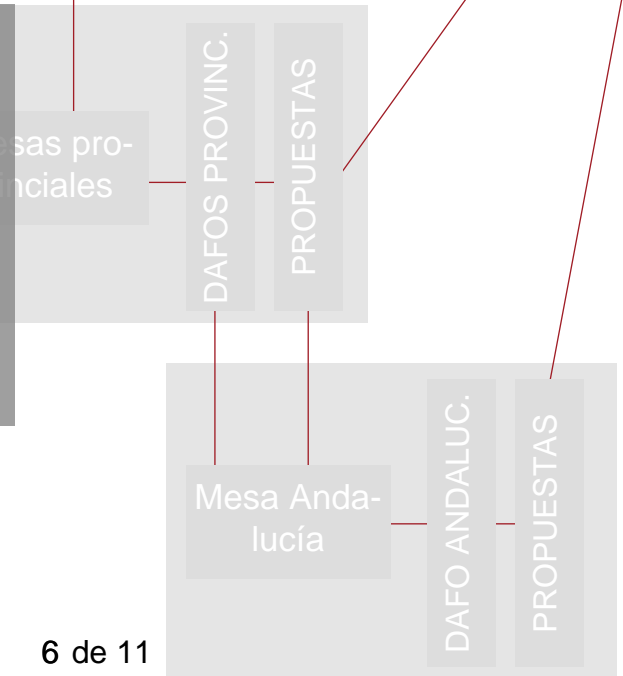 esas pro-
inciales
DAFOS PROVINC.
PROPUESTAS
Mesa Anda-
lucía
DAFO ANDALUC.
PROPUESTAS
6 de 11